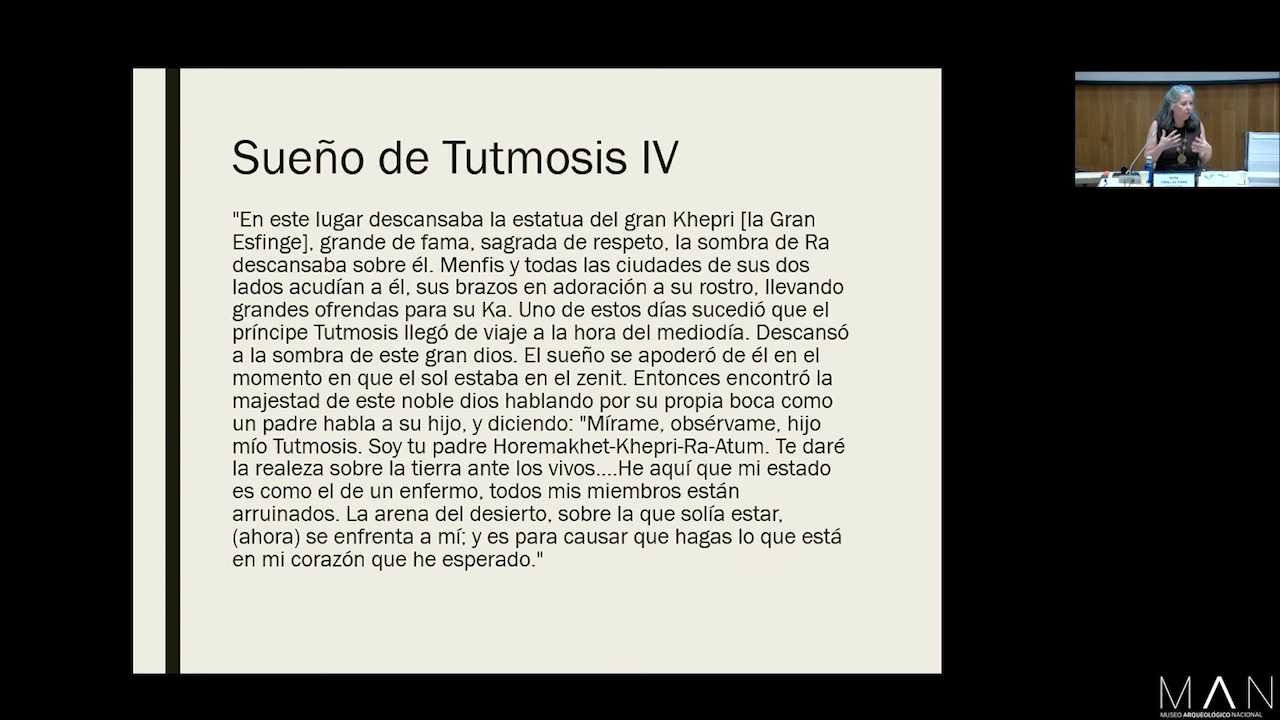 Sueño de Tutmosis IV
"En este lugar descansaba la estatua del gran Khepri [la Gran
Esfinge], grande de fama, sagrada de respeto, la sombra de Ra
descansaba sobre él. Menfis y todas las ciudades de sus dos
lados acudían a él, sus brazos en adoración a su rostro, llevando
grandes ofrendas para su Ka. Uno de estos días sucedió que el
príncipe Tutmosis llegó de viaje a la hora del mediodía. Descansó
a la sombra de este gran dios. El sueño se apoderó de él en el
momento en que el sol estaba en el zenit. Entonces encontró la
majestad de este noble dios hablando por su propia boca como
un padre habla a su hijo, y diciendo: "Mírame, obsérvame, hijo
mío Tutmosis. Soy tu padre Horemakhet-Khepri-Ra-Atum. Te daré
la realeza sobre la tierra ante los vivos....He aquí que mi estado
es como el de un enfermo, todos mis miembros están
arruinados. La arena del desierto, sobre la que solía estar,
(ahora) se enfrenta a mí; y es para causar que hagas lo que está
en mi corazón que he esperado."
MAN
MUSEO ARQUEOLÓGICO NACIONAL